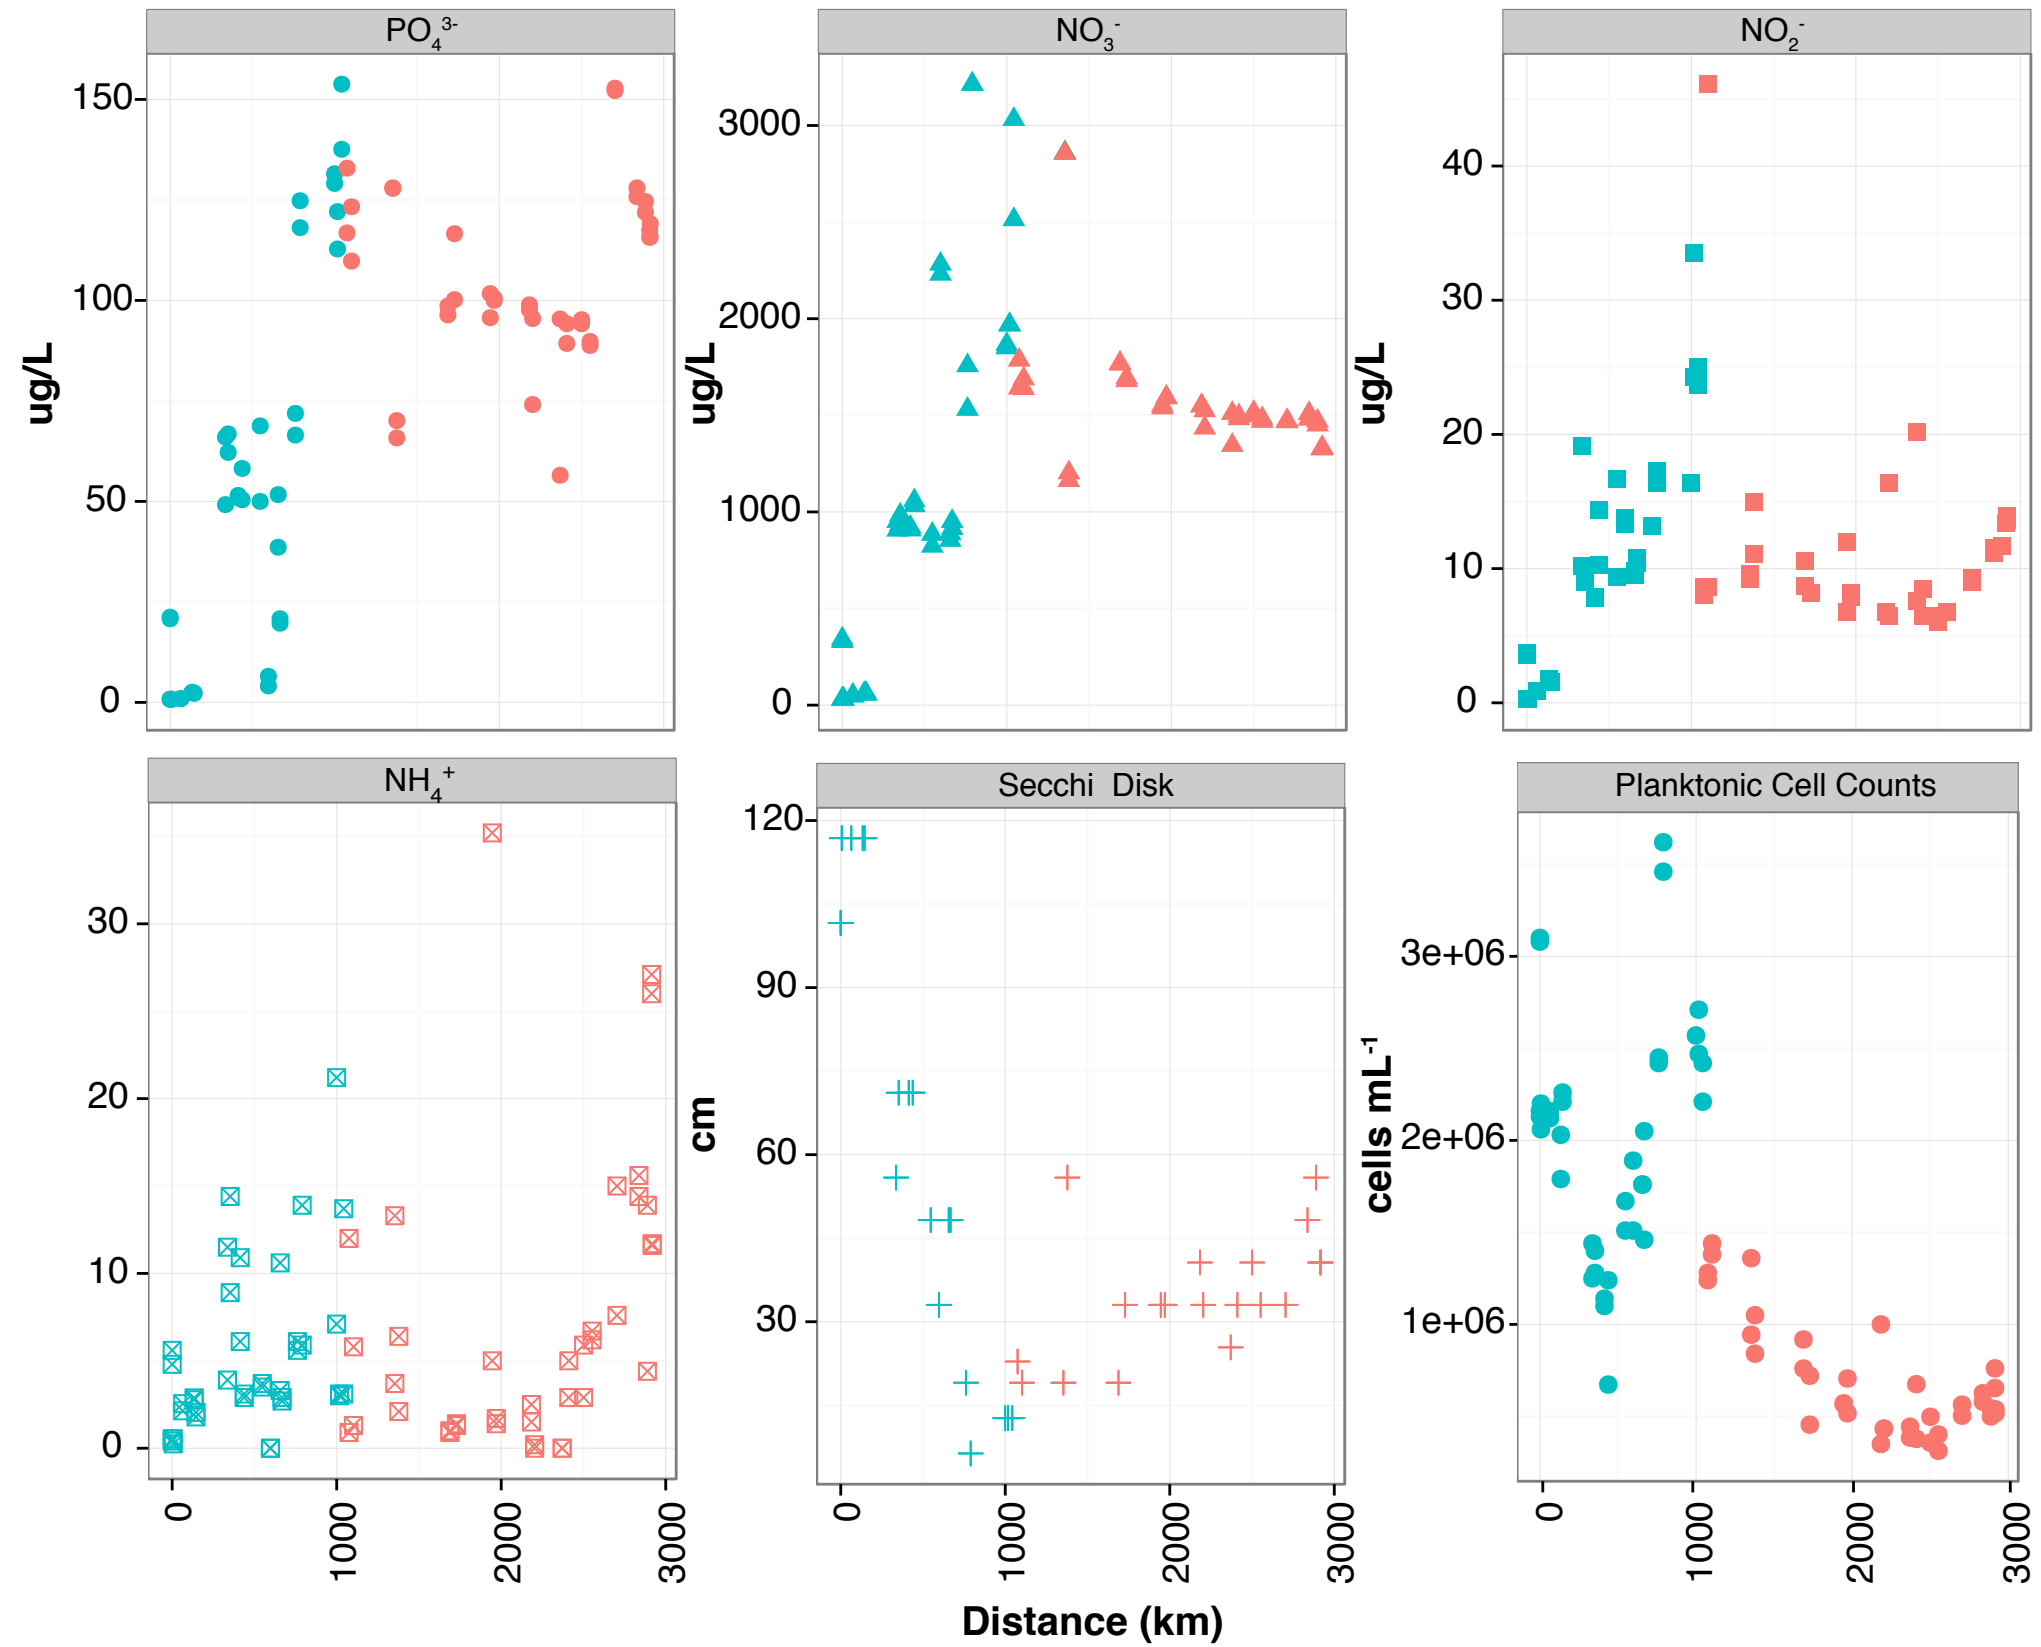 PO₄³⁻
NO₃⁻
NO₂⁻
ug/L
150
100
50
0
ug/L
3000
2000
1000
0
ug/L
40
30
20
10
0
NH₄⁺
Secchi Disk
Planktonic Cell Counts
30
20
10
0
cm
120
90
60
30
cells mL⁻¹
3e+06
2e+06
1e+06
0
1000
2000
3000
0
1000
2000
3000
0
1000
2000
3000
Distance (km)